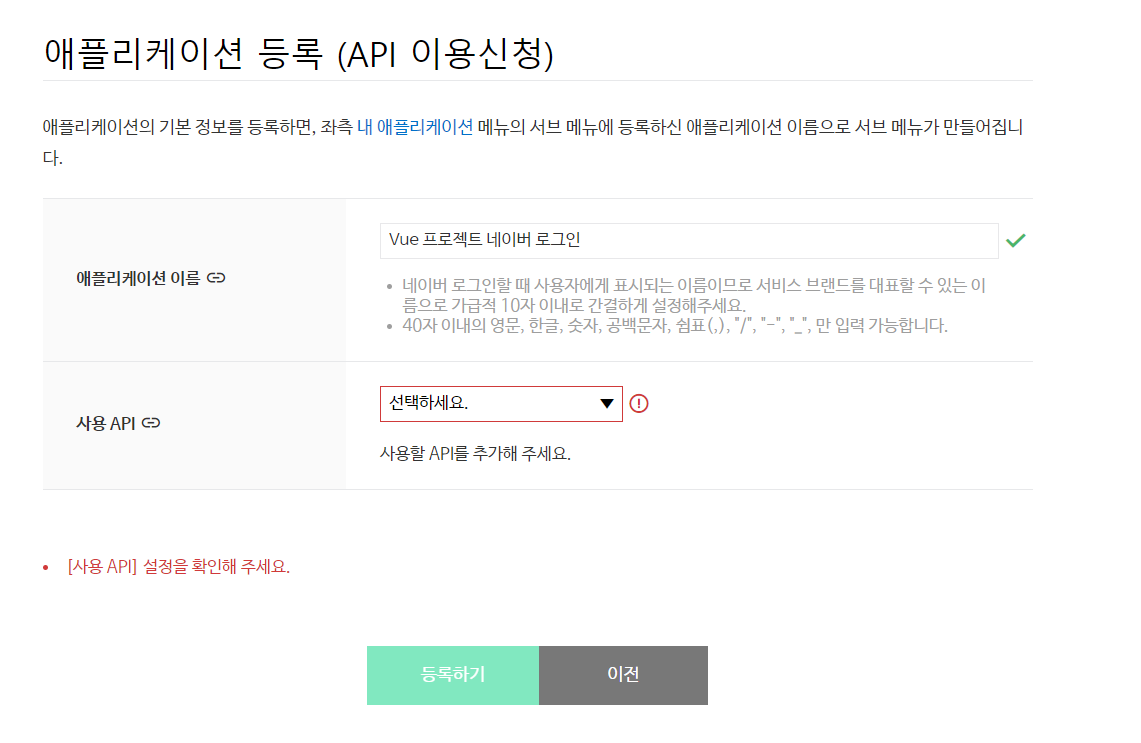 애플리케이션 등록 (API 이용신청)
애플리케이션의 기본 정보를 등록하면, 좌측 내 애플리케이션 메뉴의 서브 메뉴에 등록하신 애플리케이션 이름으로 서브 메뉴가 만들어집니
다.
애플리케이션 이름
Vue 프로젝트 네이버 로그인
• 네이버 로그인할 때 사용자에게 표시되는 이름이므로 서비스 브랜드를 대표할 수 있는 이
름으로 가급적 10자 이내로 간결하게 설정해주세요.
• 40자 이내의 영문, 한글, 숫자, 공백문자, 쉼표(,), "/", "-", "_", 만 입력 가능합니다.
사용 API
선택하세요.
사용할 API를 추가해 주세요.
• [사용 API] 설정을 확인해 주세요.
등록하기
이전